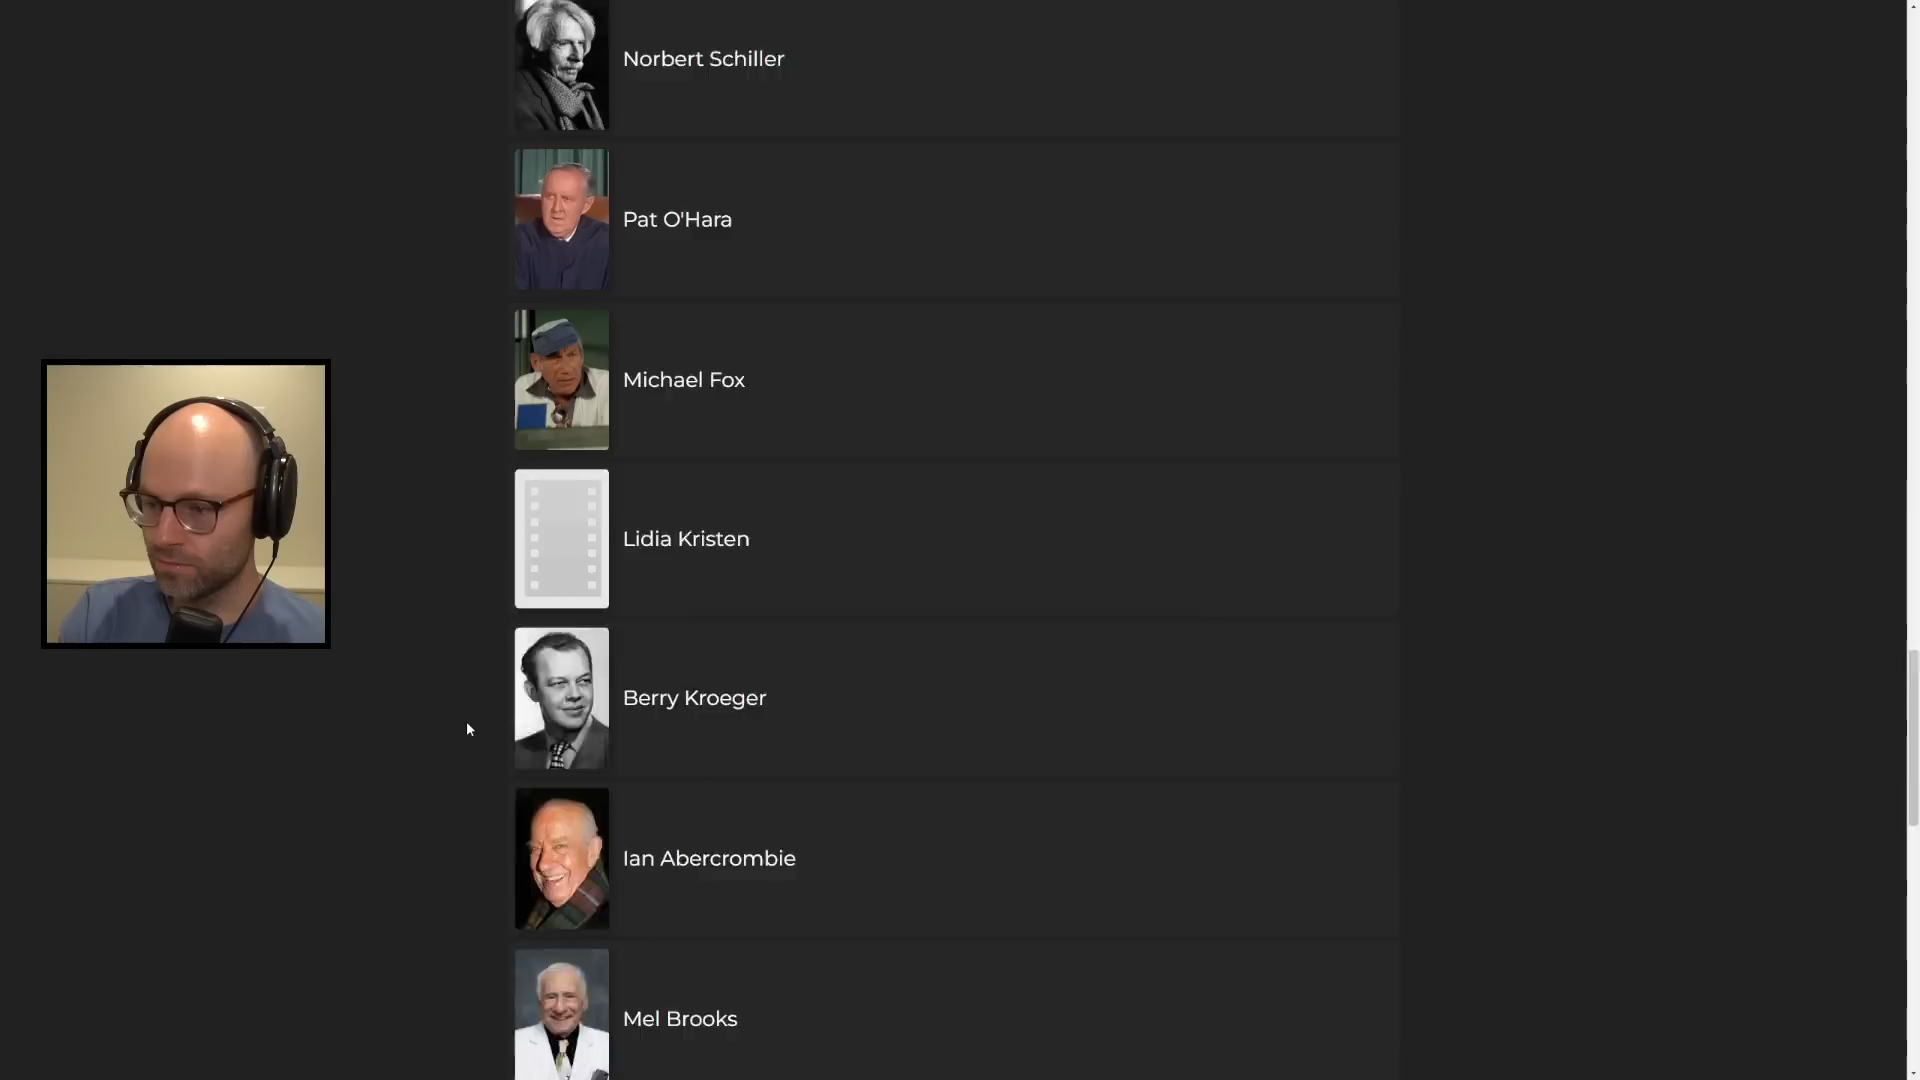 Norbert Schiller
Pat O'Hara
Michael Fox
Lidia Kristen
Berry Kroeger
Ian Abercrombie
Mel Brooks